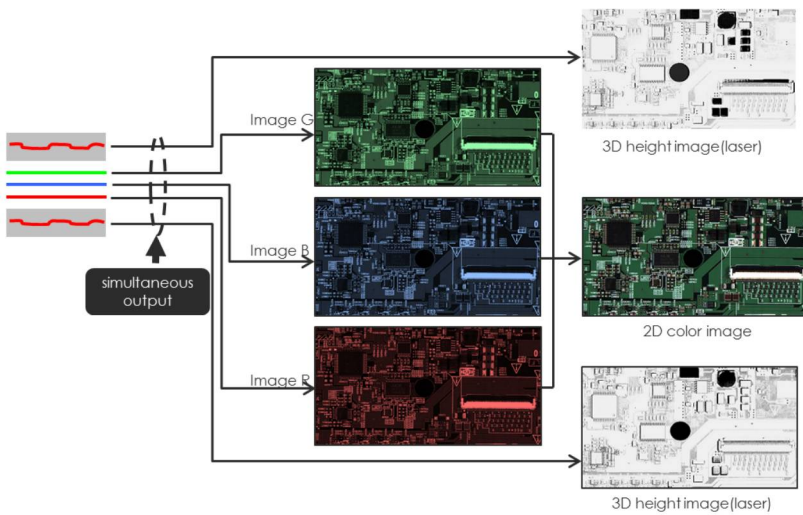 3D height image(laser)
Image G
Image B
simultaneous
output
2D color image
Image R
3D height image(laser)